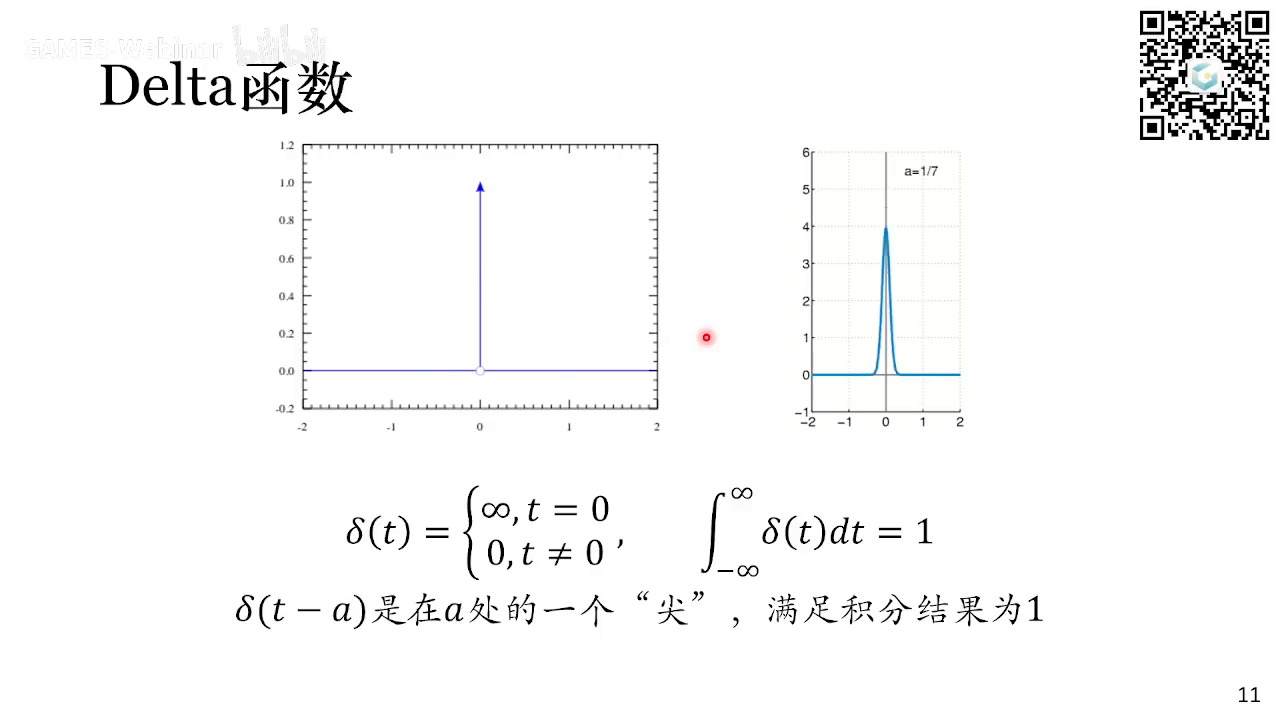 GAMES-Webinar bilibili
Delta函数
1.2
1.0
0.8
0.6
0.4
0.2
0.0
-0.2
-2 -1 0 1 2
a=1/7
6
5
4
3
2
1
0
−1
−2 −1 0 1 2
δ(t) = {∞, t = 0
0, t ≠ 0 ,
∫_{−∞}^{∞} δ(t)dt = 1
δ(t − a)是在a处的一个“尖”，满足积分结果为1
11